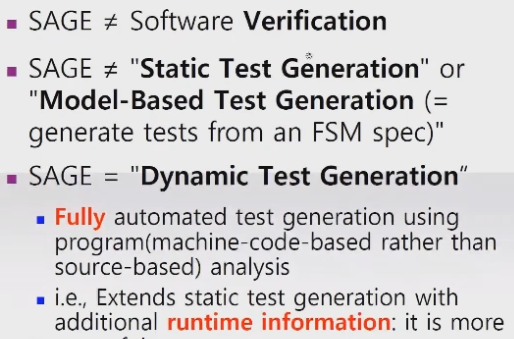 ▪ SAGE ≠ Software Verification
▪ SAGE ≠ "Static Test Generation" or
"Model-Based Test Generation (=
generate tests from an FSM spec)"
▪ SAGE = "Dynamic Test Generation"
▪ Fully automated test generation using
program(machine-code-based rather than
source-based) analysis
▪ i.e., Extends static test generation with
additional runtime information: it is more